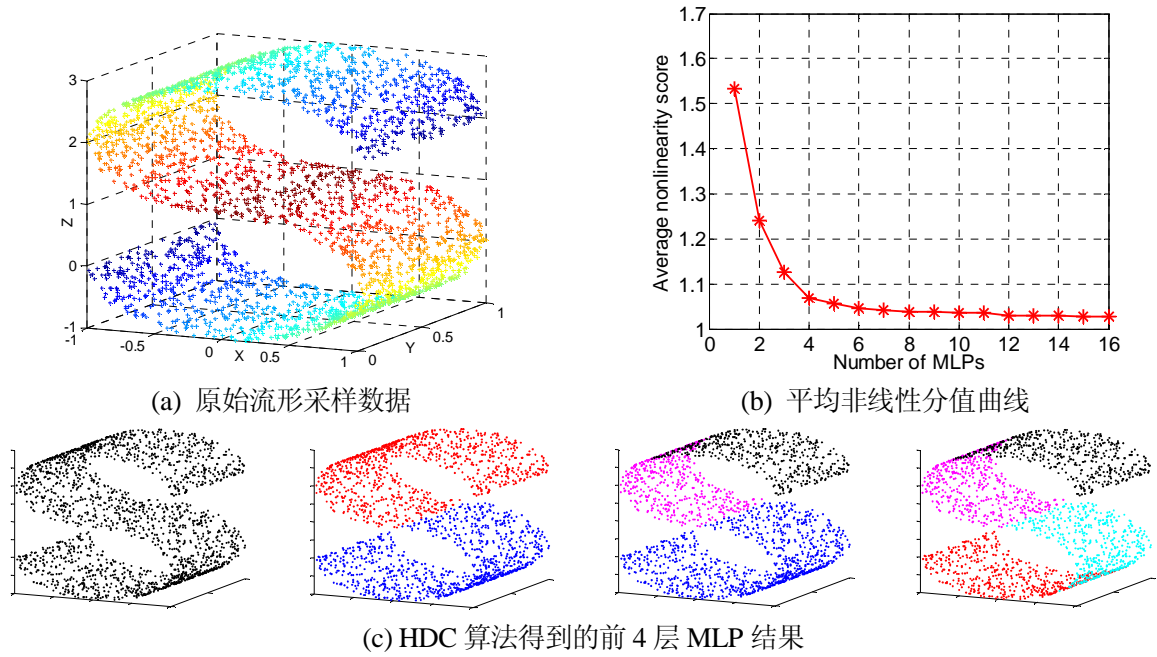 3
2
1
0
-1
Z
-1
-0.5
0
X
0.5
1
0
Y
0.5
1
(a) 原始流形采样数据
1.7
1.6
1.5
1.4
1.3
1.2
1.1
1
Average nonlinearity score
0 2 4 6 8 10 12 14 16
Number of MLPs
(b) 平均非线性分值曲线
(c) HDC 算法得到的前 4 层 MLP 结果